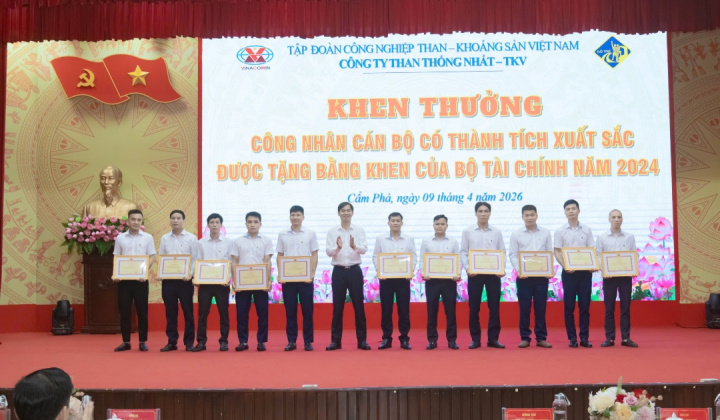 TẬP ĐOÀN CÔNG NGHIỆP THAN – KHOÁNG SẢN VIỆT NAM
VINACOMIN
CÔNG TY THAN THỐNG NHẤT – TKV
KHEN THƯỞNG
CÔNG NHÂN CÁN BỘ CÓ THÀNH TÍCH XUẤT SẮC
ĐƯỢC TẶNG BẰNG KHEN CỦA BỘ TÀI CHÍNH NĂM 2024
Cẩm Phả, ngày 09 tháng 4 năm 2026